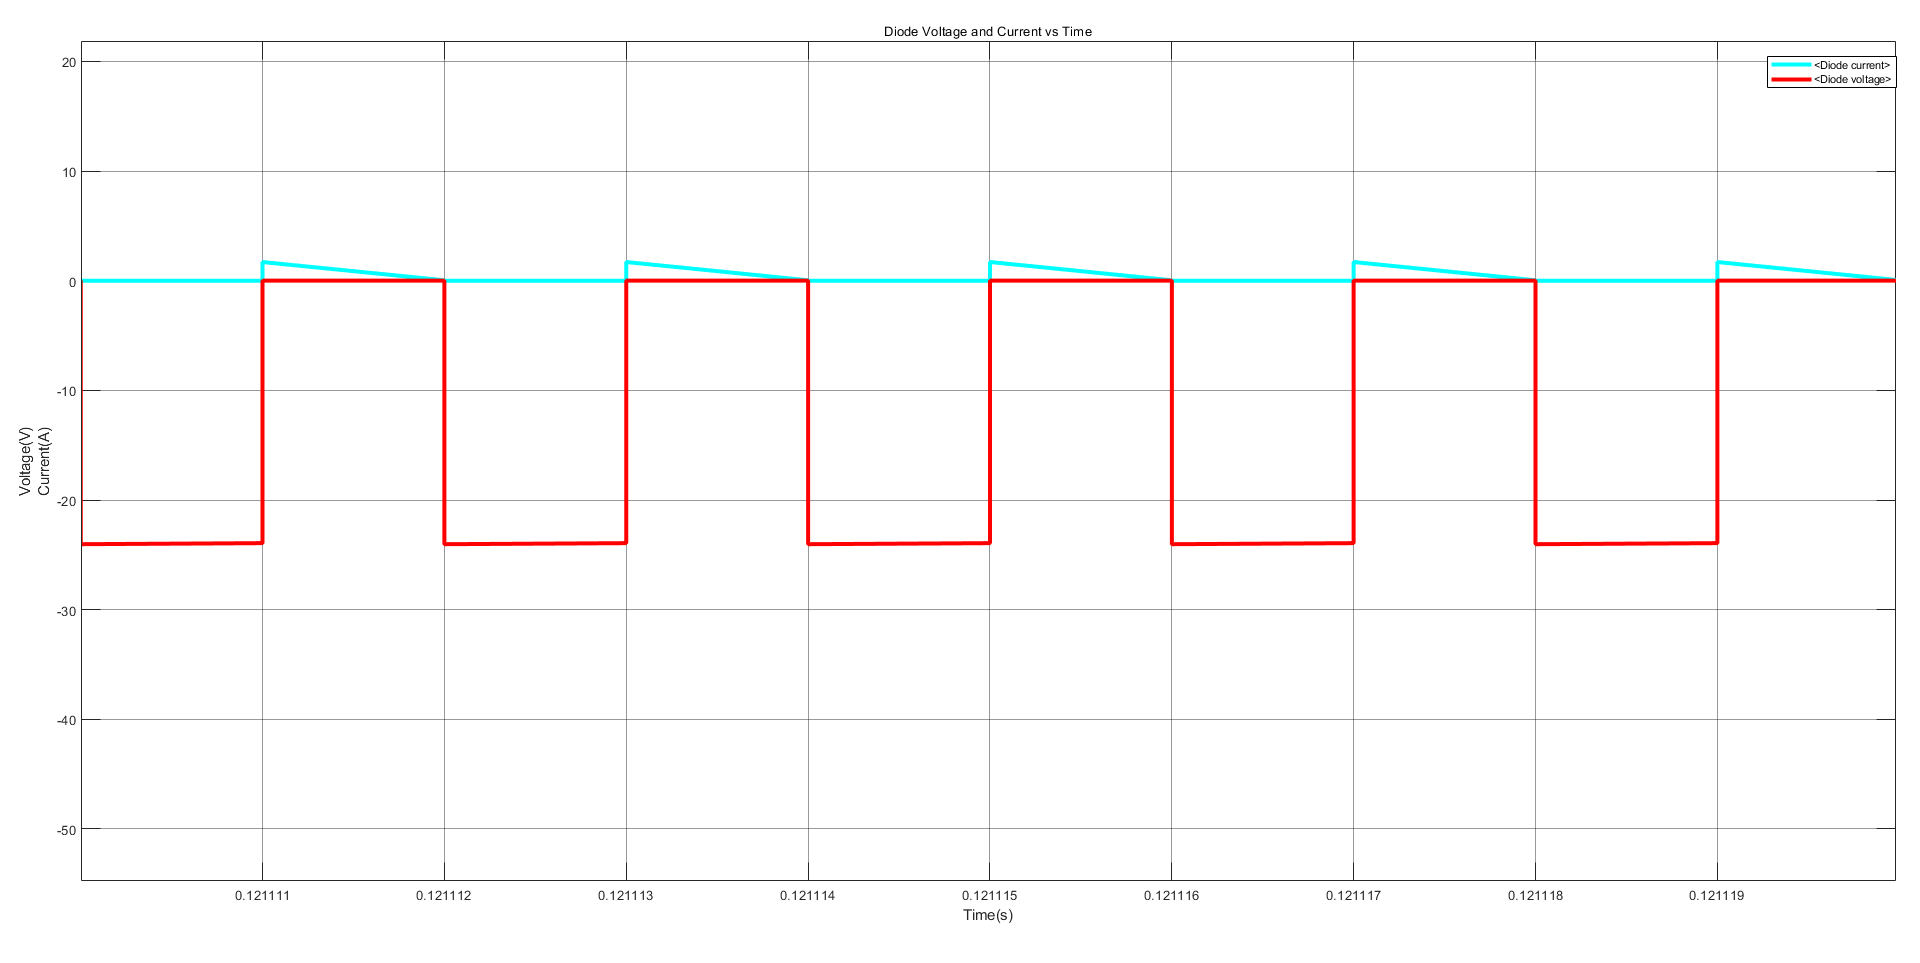 Diode Voltage and Current vs Time
<Diode current>
<Diode voltage>
20
10
0
-10
-20
-30
-40
-50
Voltage(V)
Current(A)
0.121111
0.121112
0.121113
0.121114
0.121115
0.121116
0.121117
0.121118
0.121119
Time(s)